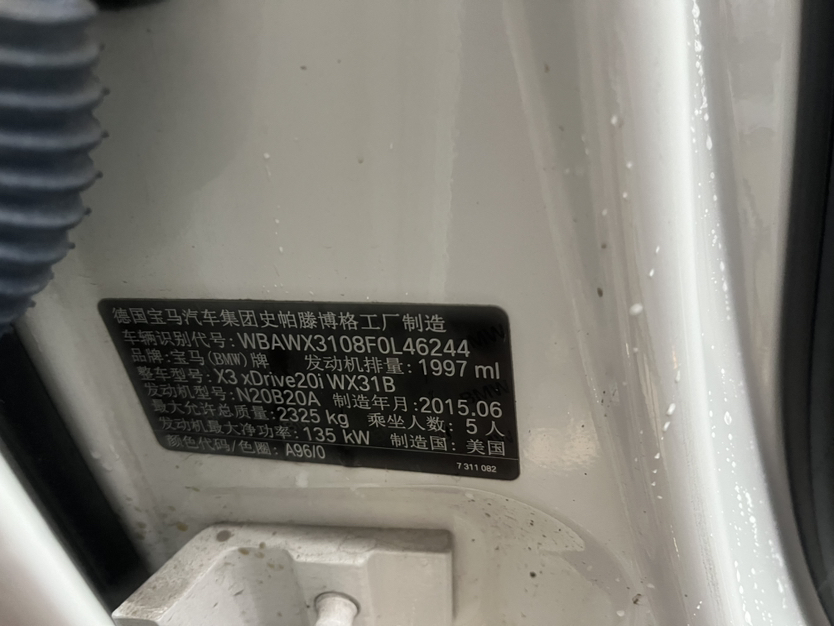 德国宝马汽车集团史帕滕博格工厂制造
车辆识别代号: WBAWX3108F0L46244
品牌: 宝马(BMW)牌 发动机排量: 1997 ml
整车型号: X3 xDrive20i WX31B
发动机型号: N20B20A 制造年月: 2015.06
最大允许总质量: 2325 kg 乘坐人数: 5 人
发动机最大净功率: 135 kW 制造国: 美国
颜色代码/色圈: A96/0
7 311 082